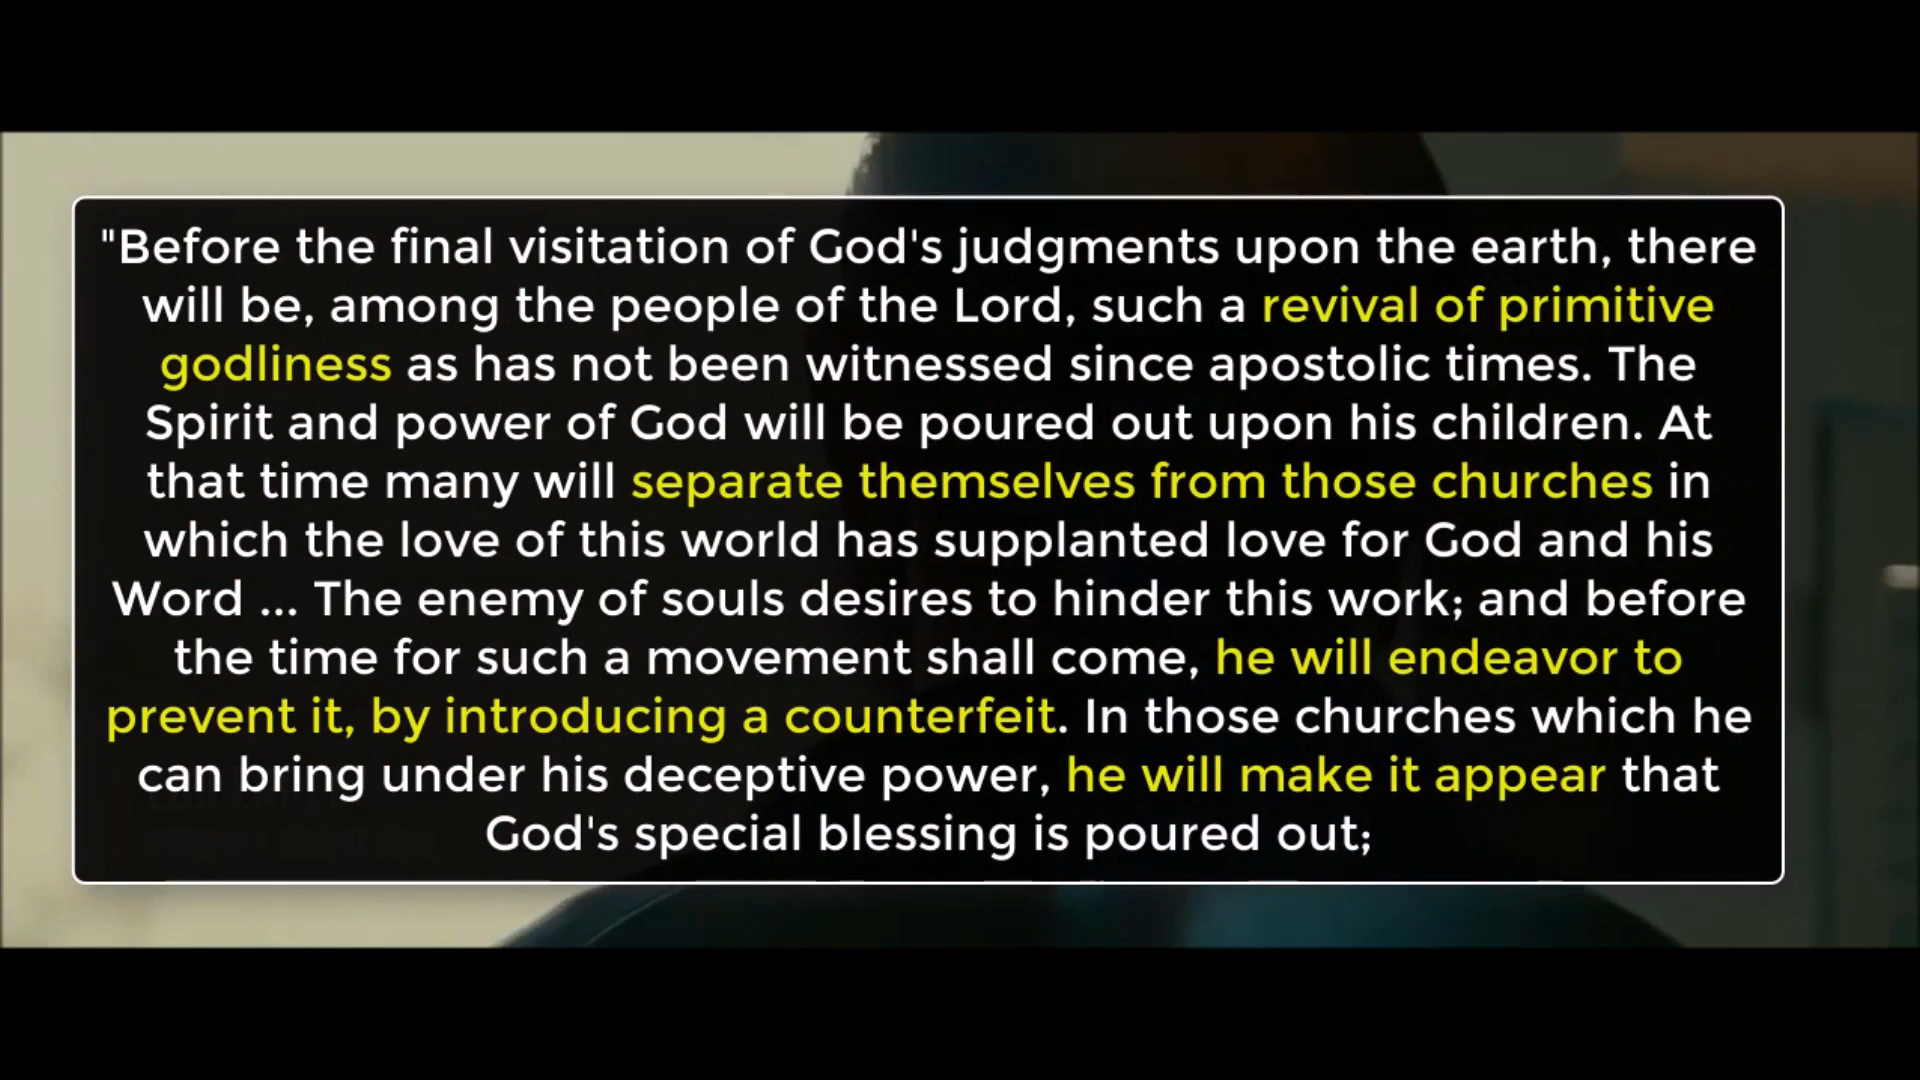 "Before the final visitation of God's judgments upon the earth, there
will be, among the people of the Lord, such a revival of primitive
godliness as has not been witnessed since apostolic times. The
Spirit and power of God will be poured out upon his children. At
that time many will separate themselves from those churches in
which the love of this world has supplanted love for God and his
Word ... The enemy of souls desires to hinder this work; and before
the time for such a movement shall come, he will endeavor to
prevent it, by introducing a counterfeit. In those churches which he
can bring under his deceptive power, he will make it appear that
God's special blessing is poured out;